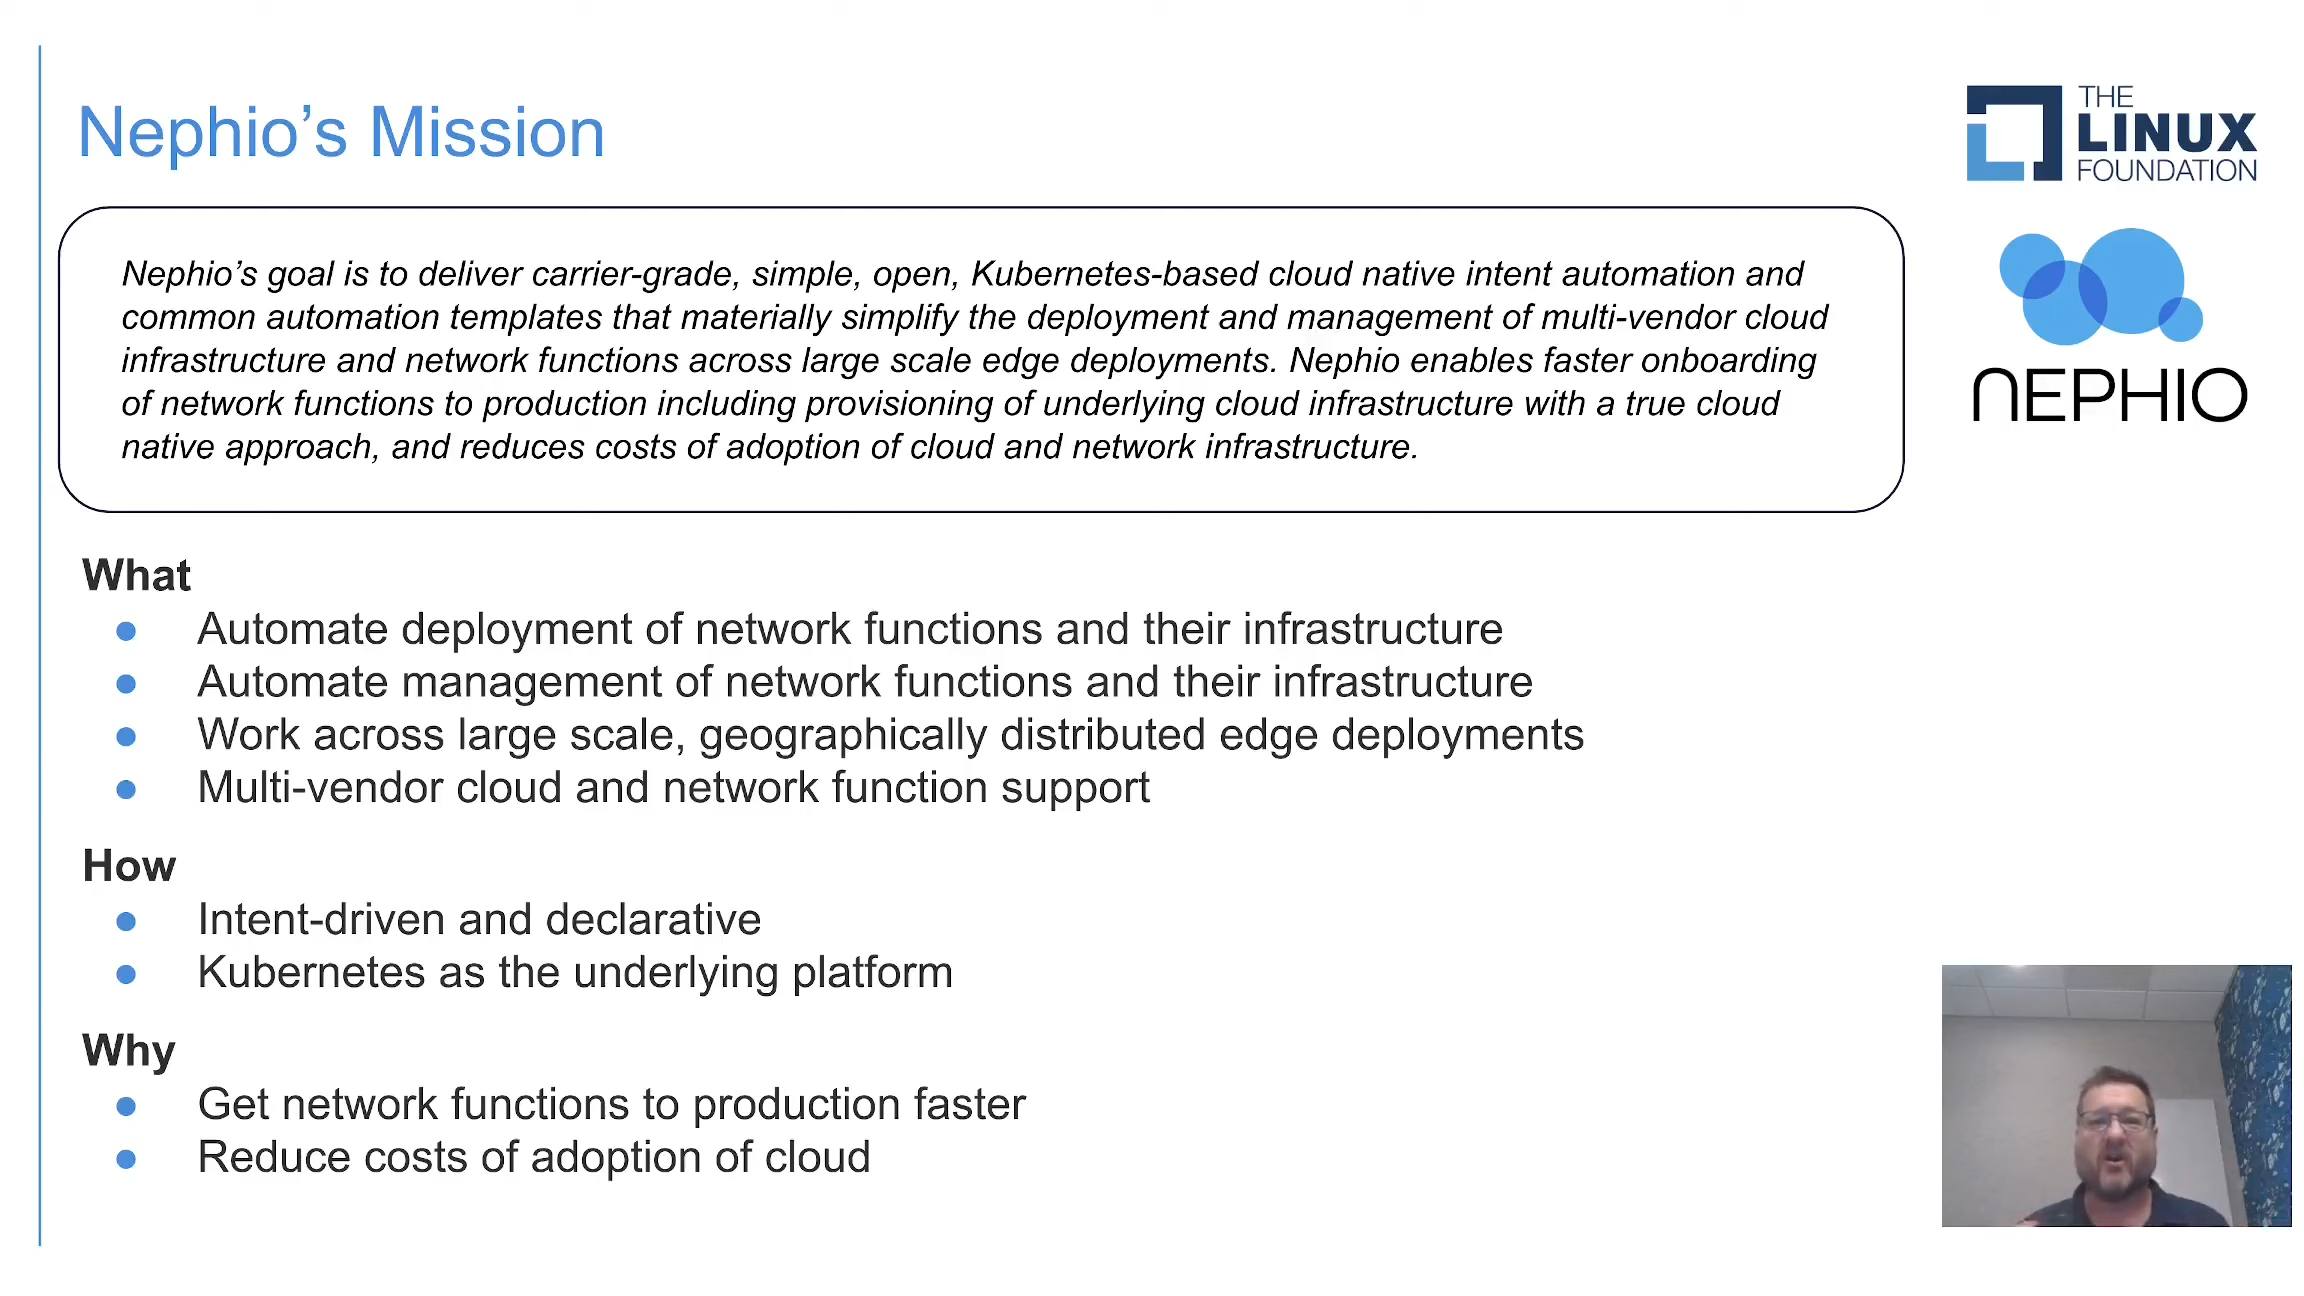 Nephio’s Mission
THE
LINUX
FOUNDATION
Nephio’s goal is to deliver carrier-grade, simple, open, Kubernetes-based cloud native intent automation and
common automation templates that materially simplify the deployment and management of multi-vendor cloud
infrastructure and network functions across large scale edge deployments. Nephio enables faster onboarding
of network functions to production including provisioning of underlying cloud infrastructure with a true cloud
native approach, and reduces costs of adoption of cloud and network infrastructure.
NEPHIO
What
● Automate deployment of network functions and their infrastructure
● Automate management of network functions and their infrastructure
● Work across large scale, geographically distributed edge deployments
● Multi-vendor cloud and network function support
How
● Intent-driven and declarative
● Kubernetes as the underlying platform
Why
● Get network functions to production faster
● Reduce costs of adoption of cloud